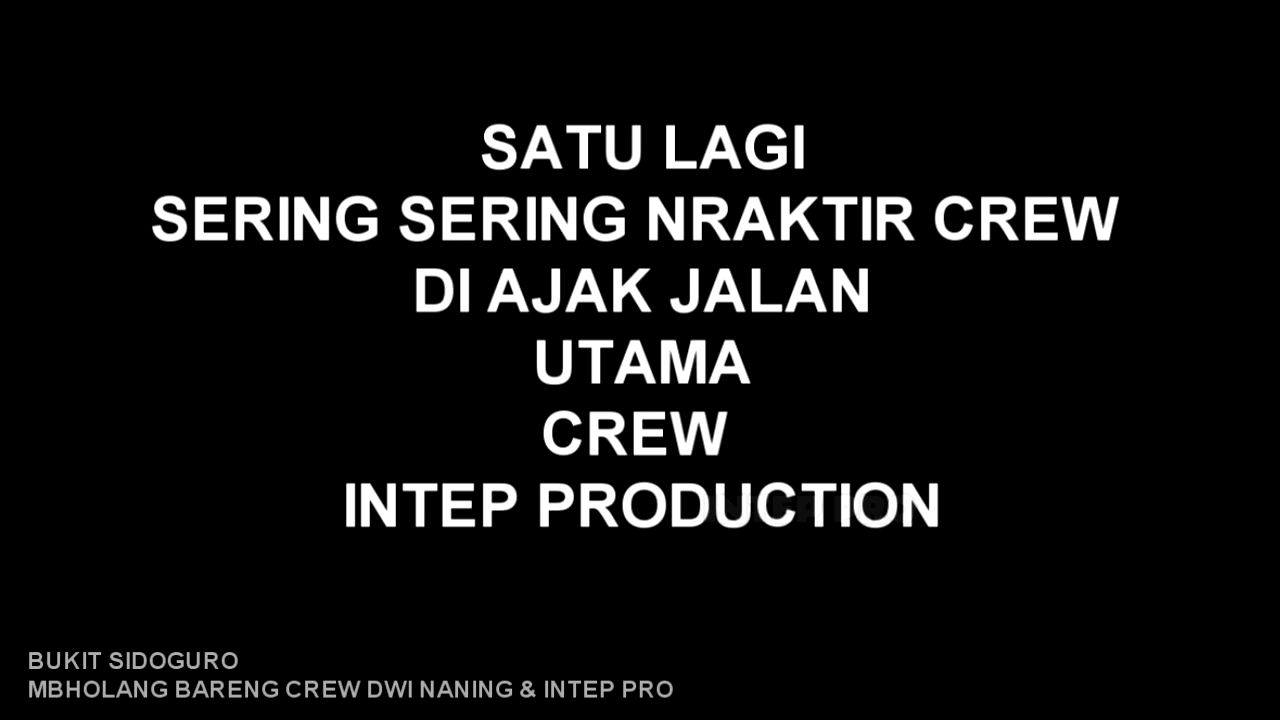 SATU LAGI
SERING SERING NRAKTIR CREW
DI AJAK JALAN
UTAMA
CREW
INTEP PRODUCTION
BUKIT SIDOGURO
MBHOLANG BARENG CREW DWI NANING & INTEP PRO